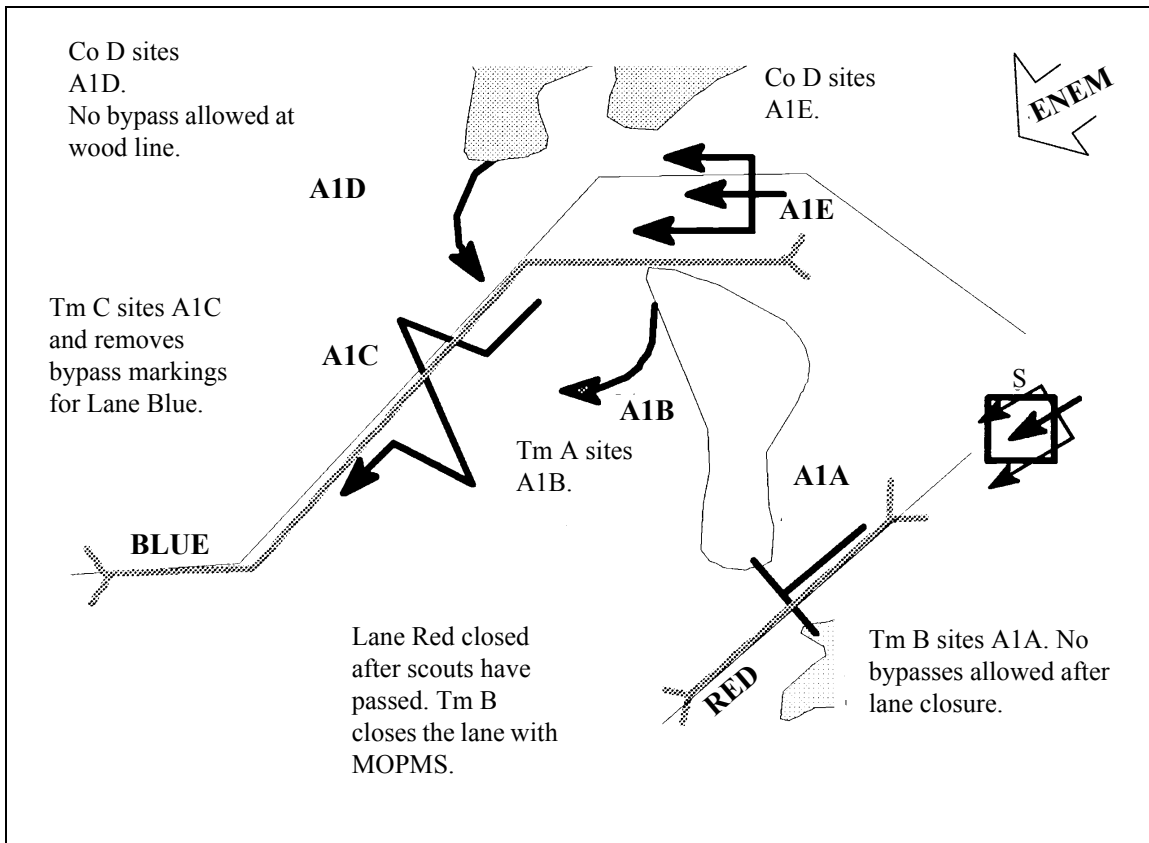 Co D sites
A1D.
No bypass allowed at
wood line.
Co D sites
A1E.
ENEM
A1D
A1E
Tm C sites A1C
and removes
bypass markings
for Lane Blue.
A1C
A1B
S
Tm A sites
A1B.
A1A
BLUE
Lane Red closed
after scouts have
passed. Tm B
closes the lane with
MOPMS.
RED
Tm B sites A1A. No
bypasses allowed after
lane closure.